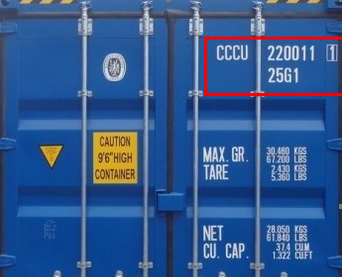 CCCU 220011 1
25G1
CAUTION
9'6"HIGH
CONTAINER
MAX. GR. 30.480 KGS
67.200 LBS
TARE 2.430 KGS
5.360 LBS
NET 28.050 KGS
61.840 LBS
CU. CAP. 37.4 CU.M
1.322 CU.FT